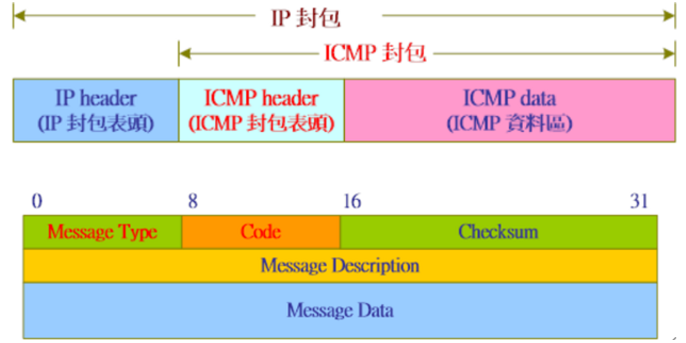 IP 封包
ICMP 封包
IP header
(IP 封包表頭)
ICMP header
(ICMP 封包表頭)
ICMP data
(ICMP 資料區)
0 8 16 31
Message Type Code Checksum
Message Description
Message Data